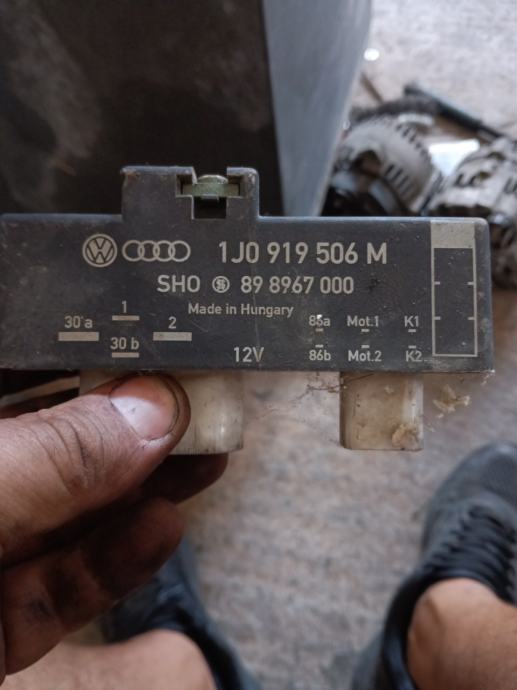 1J0 919 506 M
SHO 89 8967 000
Made in Hungary
30 a 1 2 86a Mot.1 K1
30 b 12V 86b Mot.2 K2